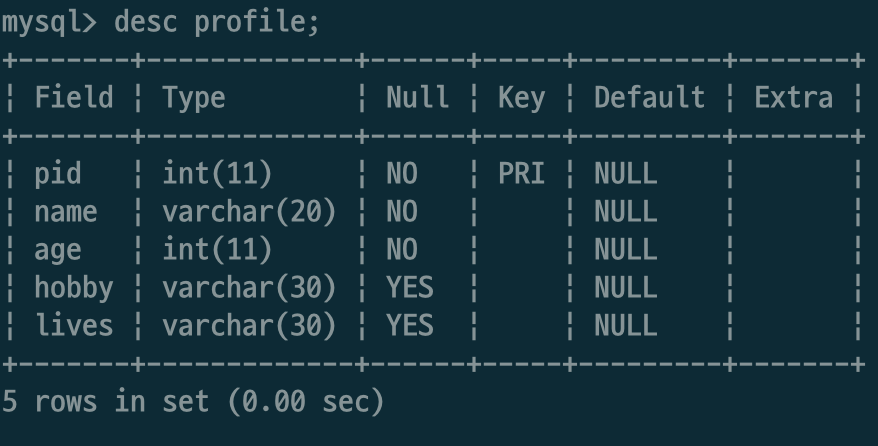 mysql> desc profile;
+-------+-------------+------+-----+---------+-------+
¦ Field ¦ Type        ¦ Null ¦ Key ¦ Default ¦ Extra ¦
+-------+-------------+------+-----+---------+-------+
¦ pid   ¦ int(11)     ¦ NO   ¦ PRI ¦ NULL    ¦       ¦
¦ name  ¦ varchar(20) ¦ NO   ¦     ¦ NULL    ¦       ¦
¦ age   ¦ int(11)     ¦ NO   ¦     ¦ NULL    ¦       ¦
¦ hobby ¦ varchar(30) ¦ YES  ¦     ¦ NULL    ¦       ¦
¦ lives ¦ varchar(30) ¦ YES  ¦     ¦ NULL    ¦       ¦
+-------+-------------+------+-----+---------+-------+
5 rows in set (0.00 sec)